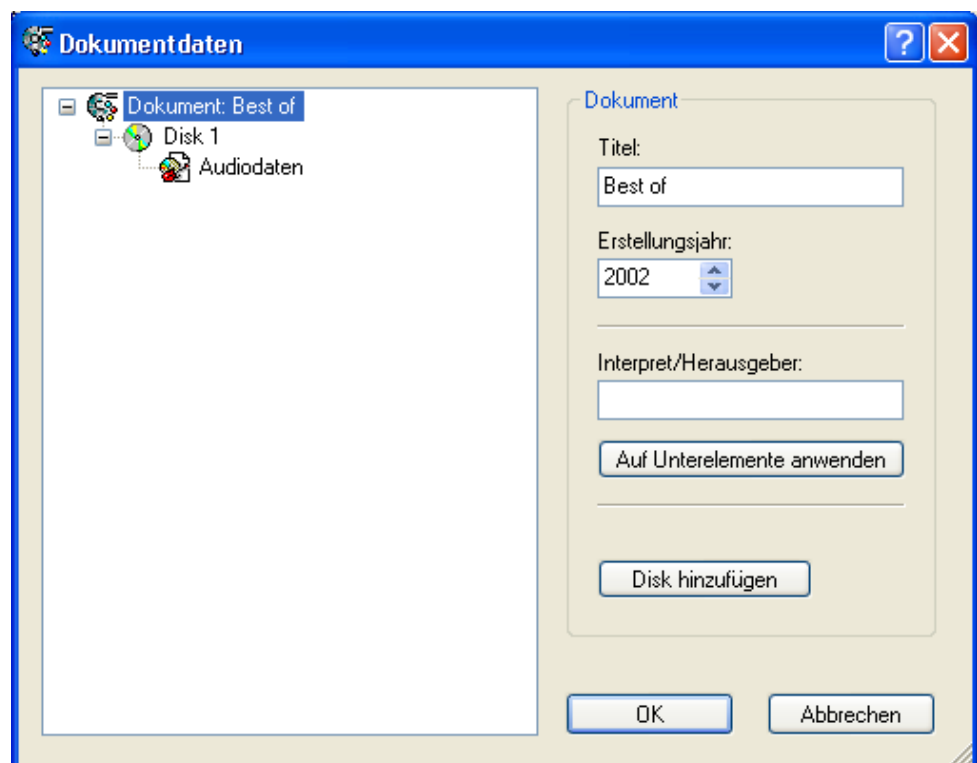 Dokumentdaten
Dokument: Best of
Disk 1
Audiodaten
Dokument
Titel:
Best of
Erstellungsjahr:
2002
Interpret/Herausgeber:
Auf Unterelemente anwenden
Disk hinzufügen
OK
Abbrechen